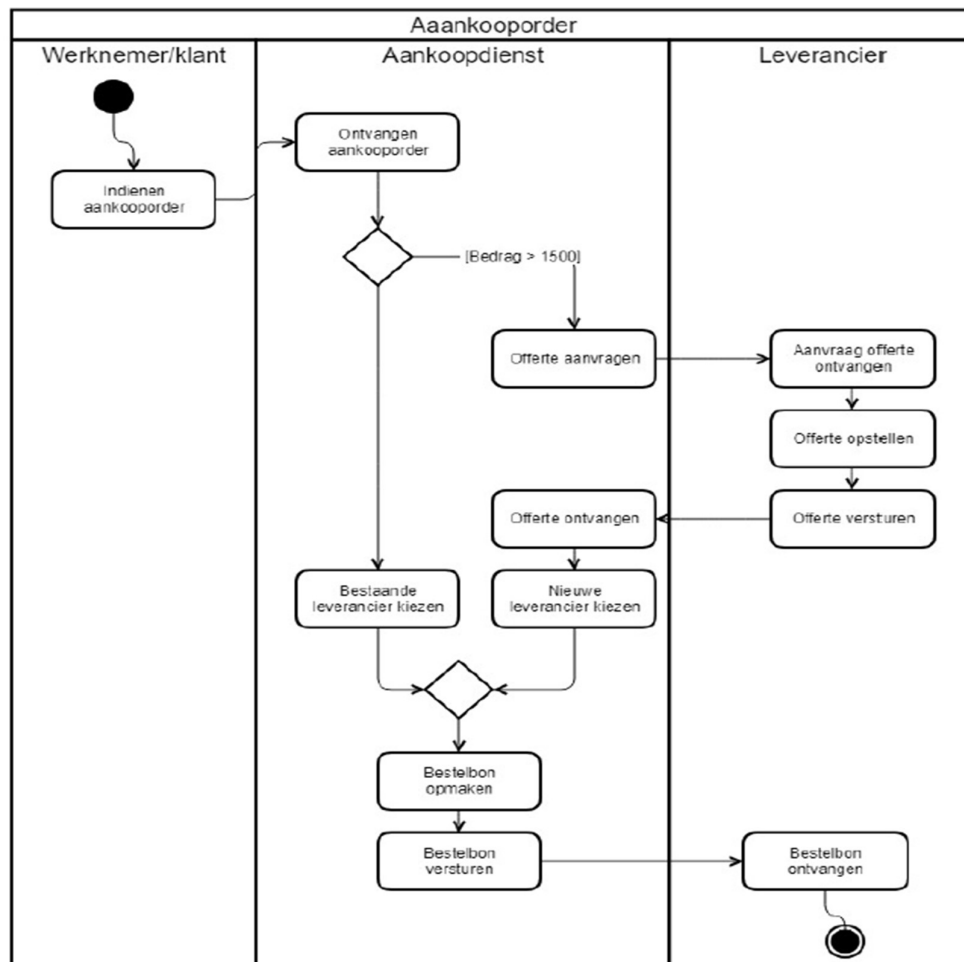 Aaankooporder
Werknemer/klant
Aankoopdienst
Leverancier
Ontvangen
aankooporder
Indienen
aankooporder
[Bedrag > 1500]
Offerte aanvragen
Aanvraag offerte
ontvangen
Offerte opstellen
Offerte ontvangen
Offerte versturen
Bestaande
leverancier kiezen
Nieuwe
leverancier kiezen
Bestelbon
opmaken
Bestelbon
versturen
Bestelbon
ontvangen